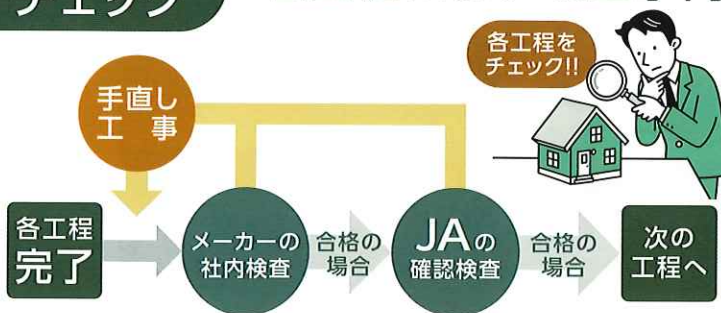 チェック
各工程を
チェック!!
手直し
工事
各工程
完了
メーカーの
社内検査
合格の
場合
JAの
確認検査
合格の
場合
次の
工程へ